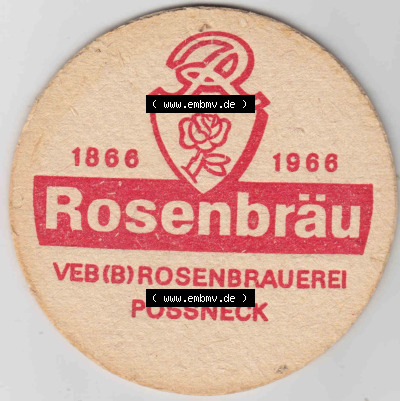 ( www.embmv.de )
1866 1966
Rosenbräu
VEB(B)ROSENBRAUEREI
( www.embmv.de )
PÖSSNECK